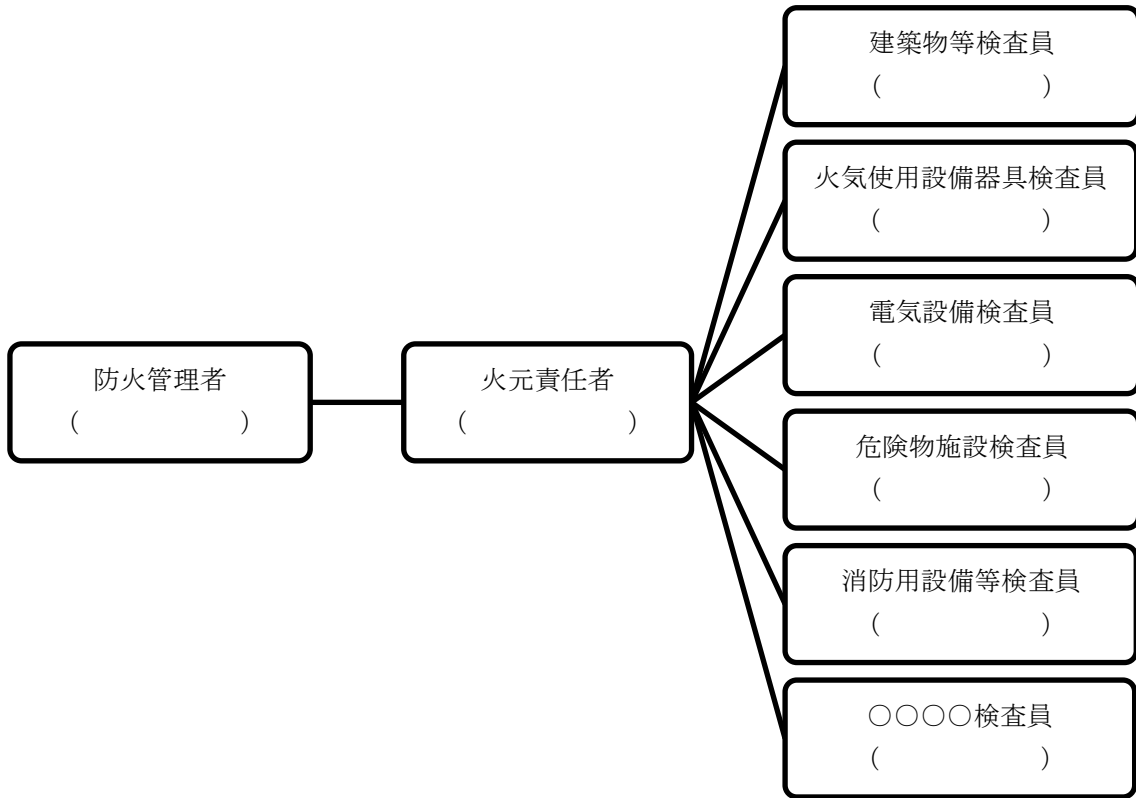 防火管理者
(　　　　　)
火元責任者
(　　　　　)
建築物等検査員
(　　　　　)
火気使用設備器具検査員
(　　　　　)
電気設備検査員
(　　　　　)
危険物施設検査員
(　　　　　)
消防用設備等検査員
(　　　　　)
○○○○検査員
(　　　　　)